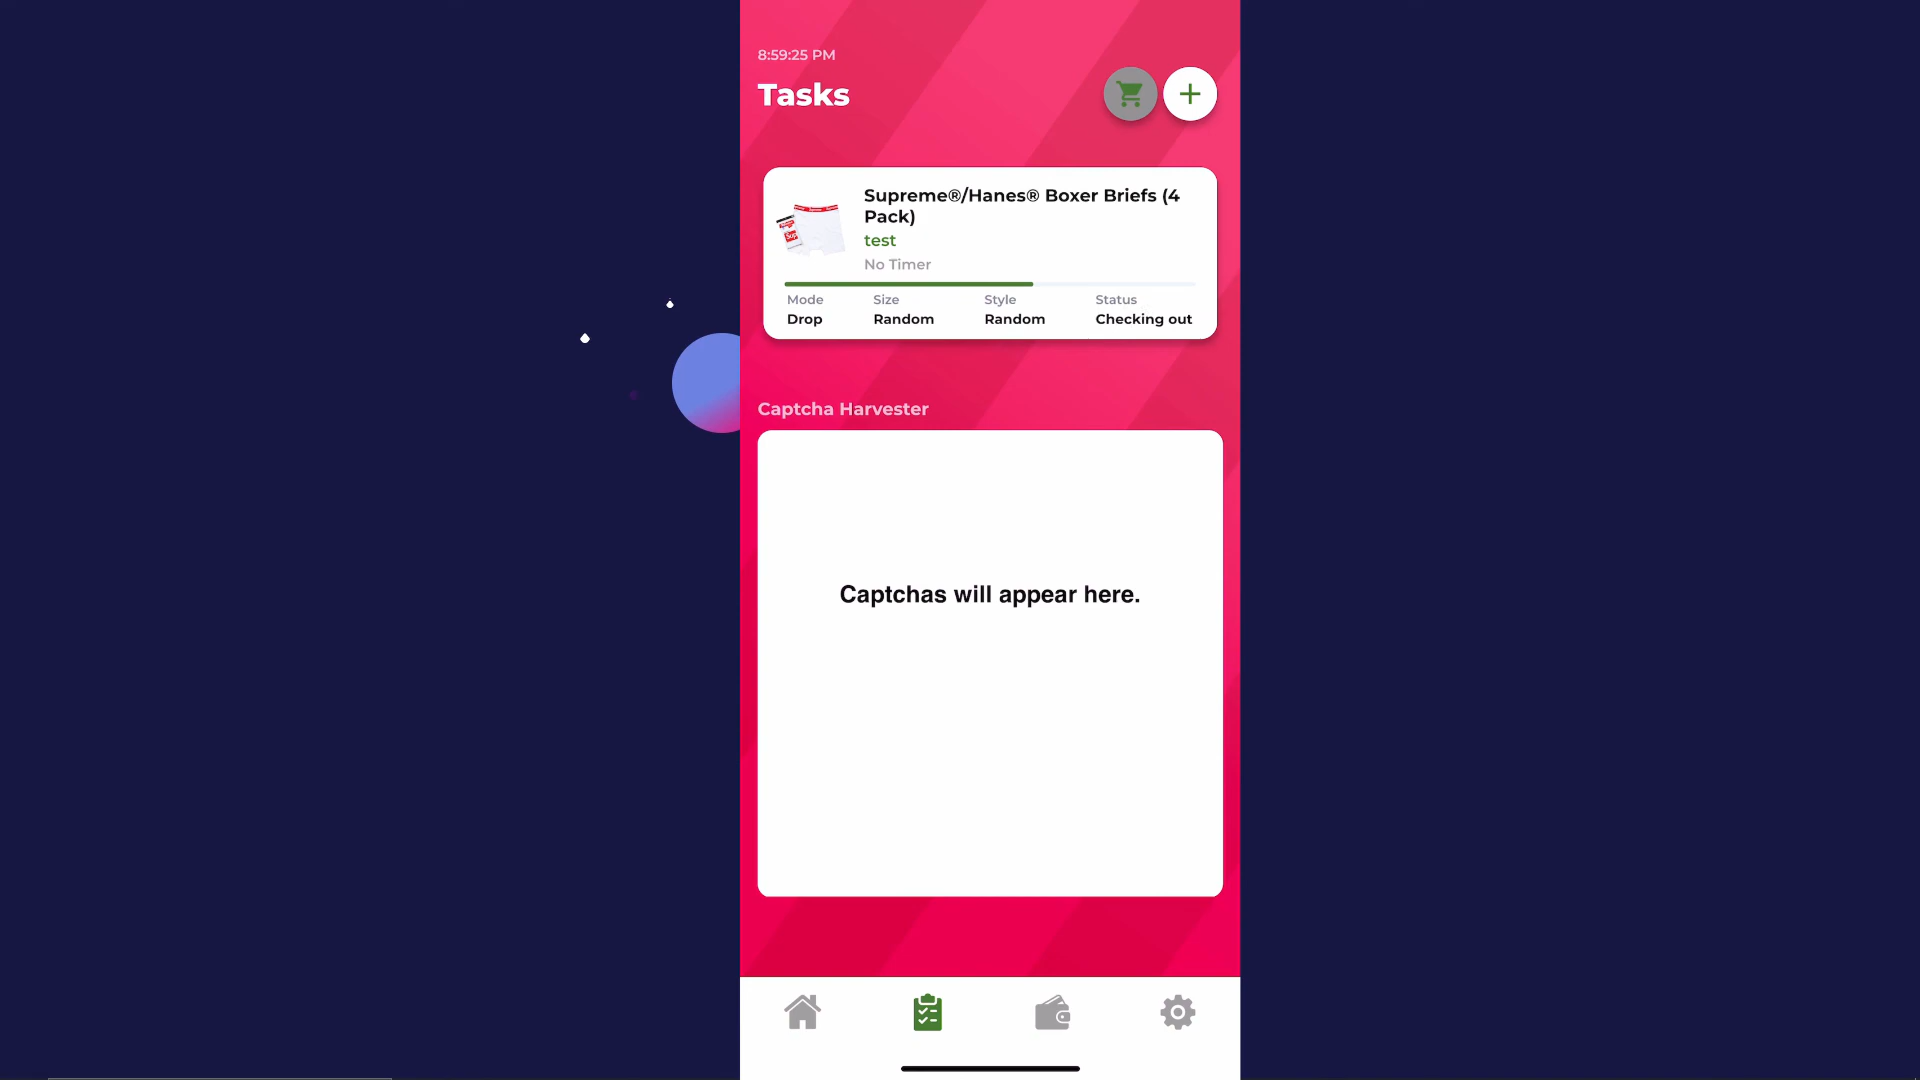 8:59:25 PM
Tasks
Supreme®/Hanes® Boxer Briefs (4
Pack)
test
No Timer
Mode Size Style Status
Drop Random Random Checking out
Captcha Harvester
Captchas will appear here.